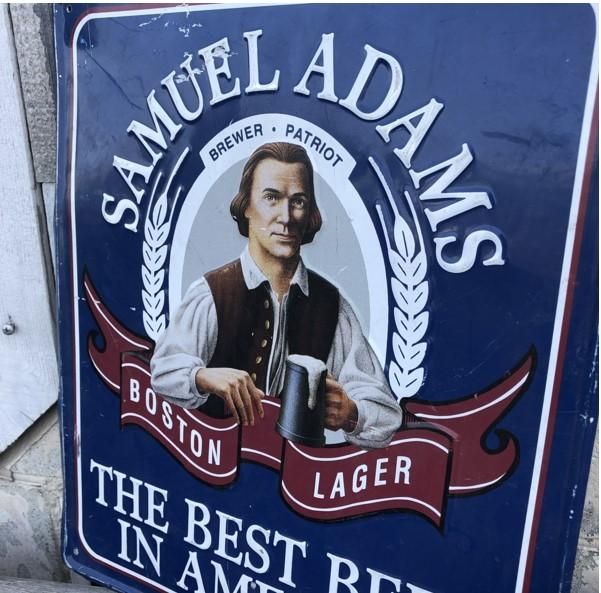 SAMUEL ADAMS
BREWER • PATRIOT
BOSTON
LAGER
THE BEST
IN